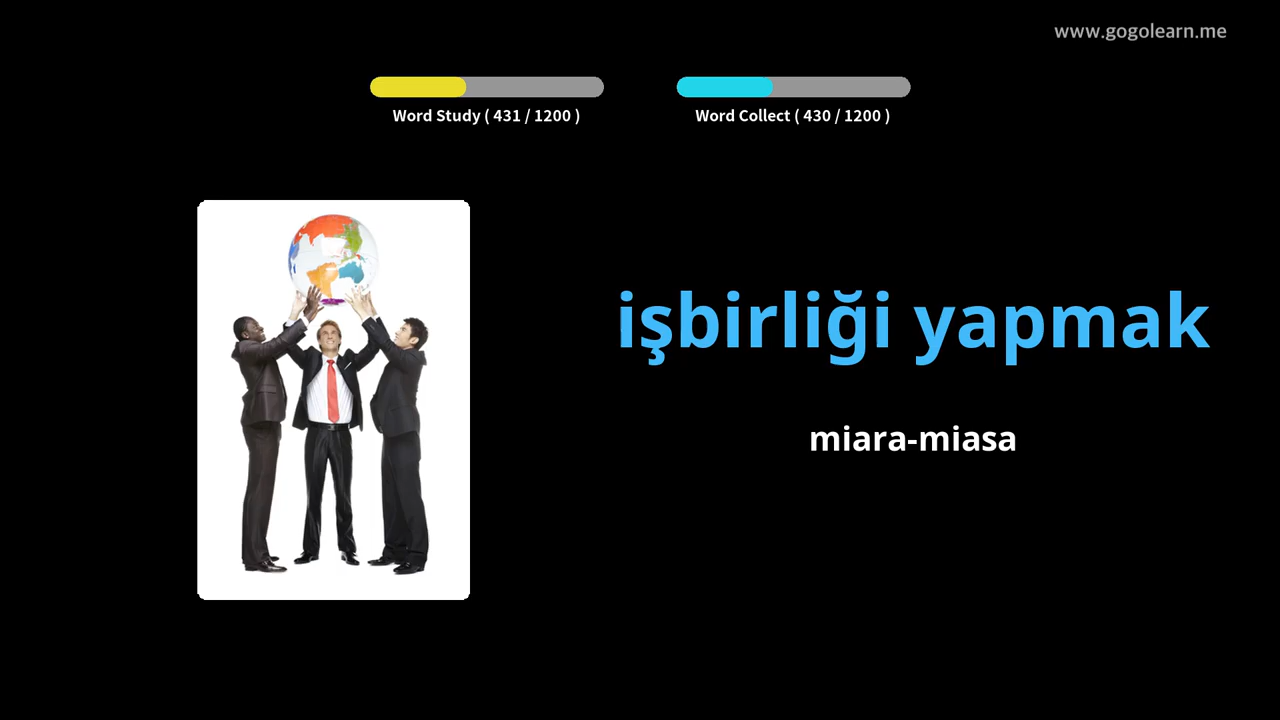 www.gogolearn.me
Word Study ( 431 / 1200 )
Word Collect ( 430 / 1200 )
işbirliği yapmak
miara-miasa